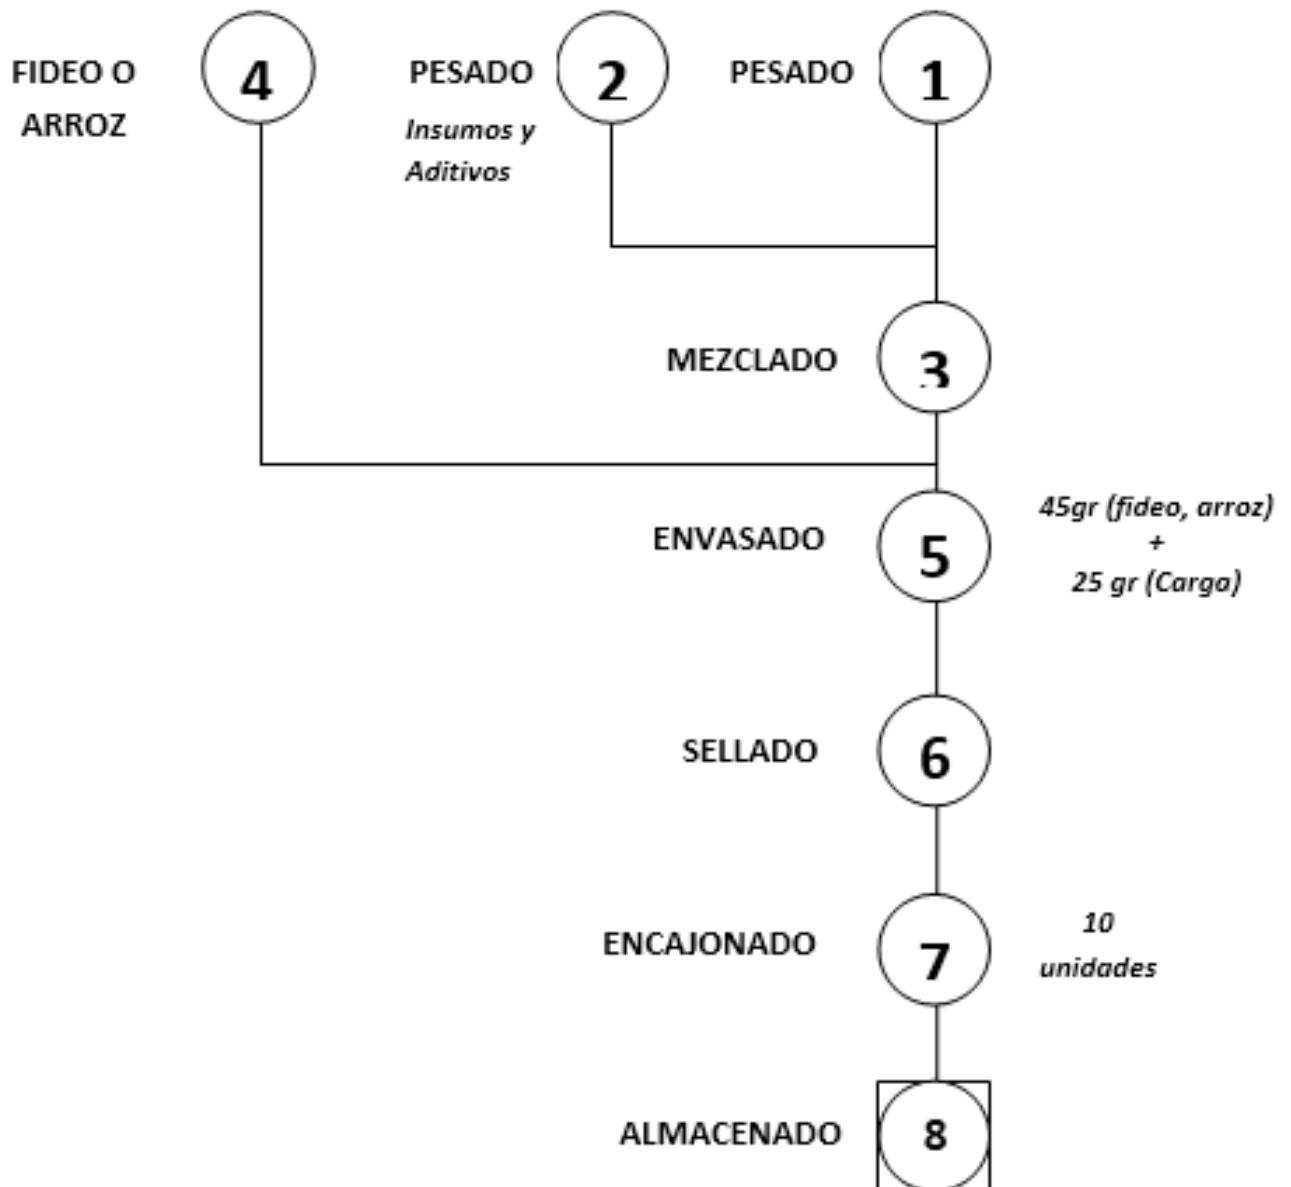 FIDEO O
ARROZ
4
PESADO
Insumos y
Aditivos
2
PESADO
1
MEZCLADO
3
ENVASADO
5
45gr (fideo, arroz)
+
25 gr (Carga)
SELLADO
6
ENCAJONADO
7
10
unidades
ALMACENADO
8